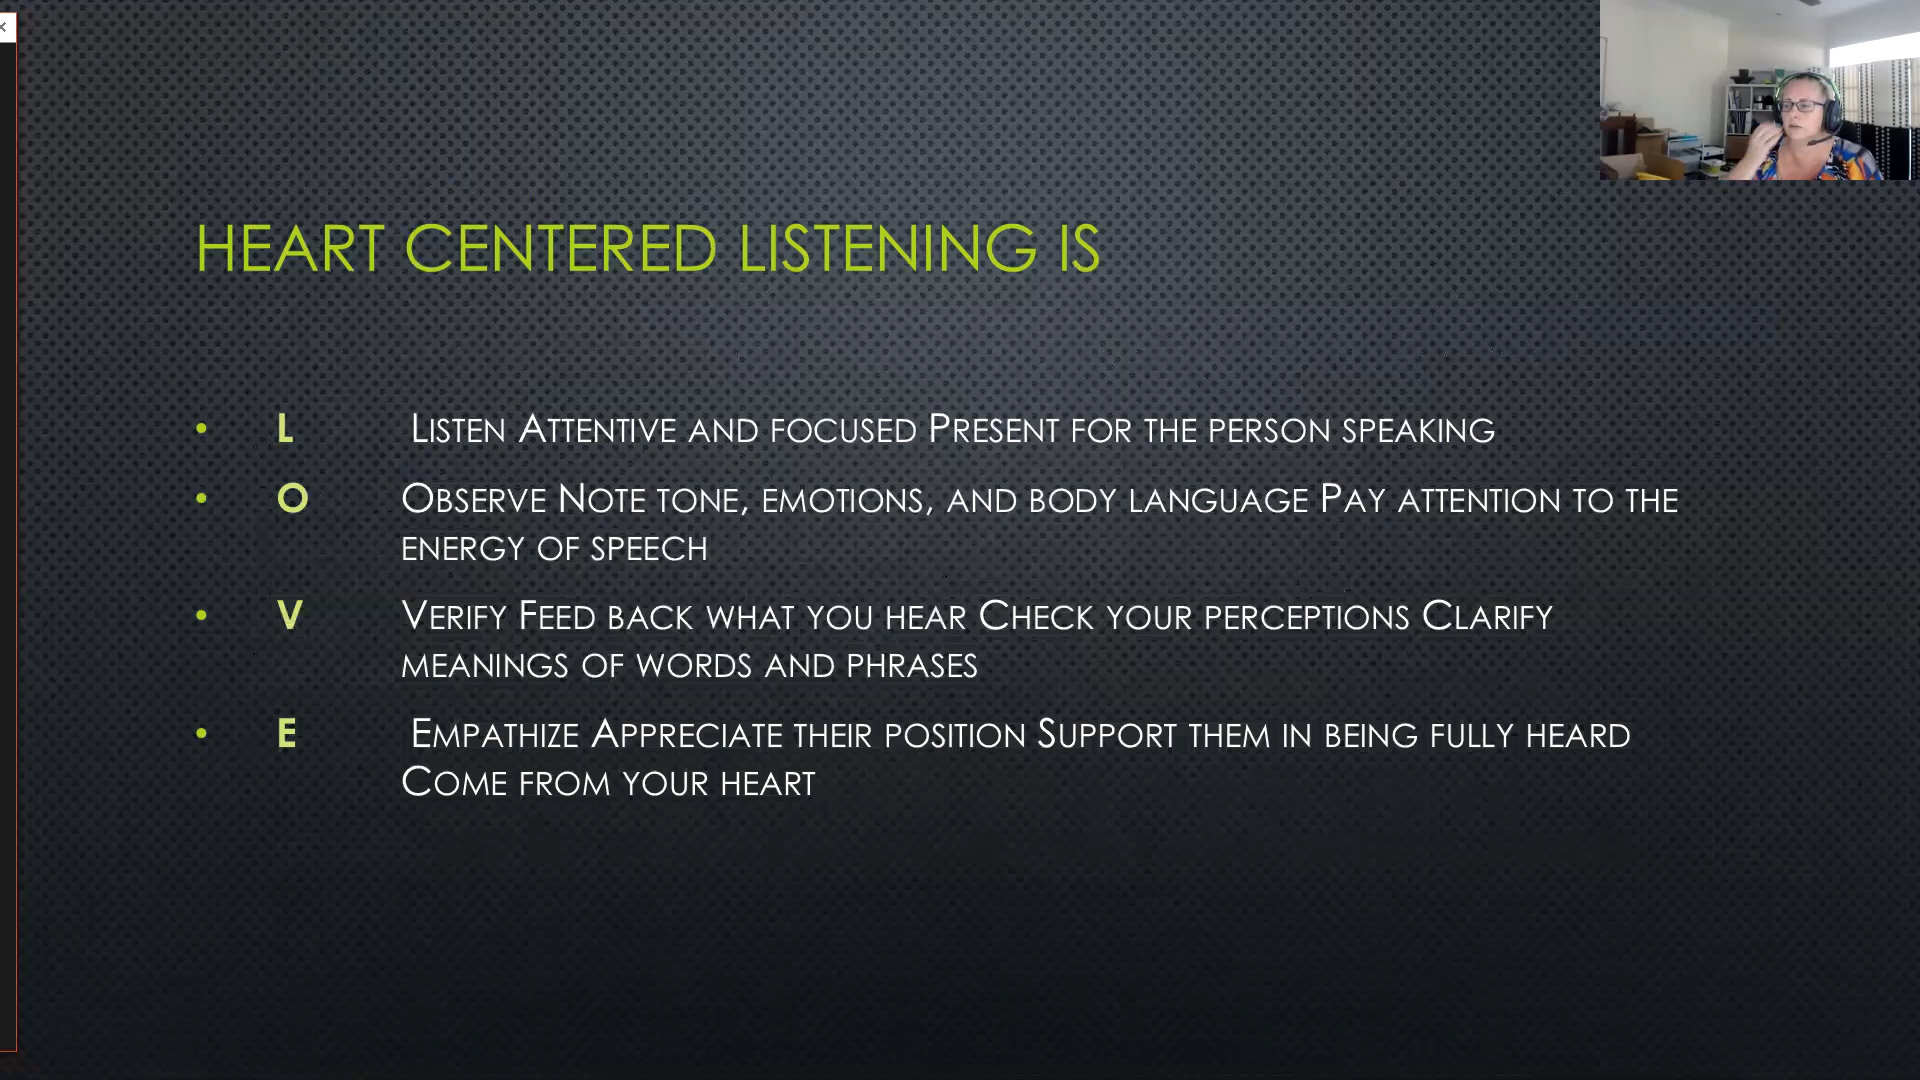 HEART CENTERED LISTENING IS
• L Listen Attentive and focused Present for the person speaking
• O Observe Note tone, emotions, and body language Pay attention to the
energy of speech
• V Verify Feed back what you hear Check your perceptions Clarify
meanings of words and phrases
• E Empathize Appreciate their position Support them in being fully heard
Come from your heart